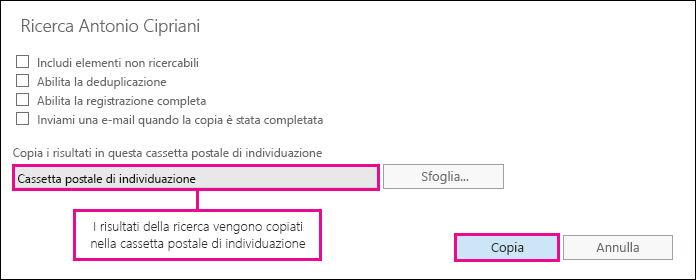 Ricerca Antonio Cipriani
Includi elementi non ricercabili
Abilita la deduplicazione
Abilita la registrazione completa
Inviami una e-mail quando la copia è stata completata
Copia i risultati in questa cassetta postale di individuazione
Cassetta postale di individuazione
Sfoglia...
I risultati della ricerca vengono copiati
nella cassetta postale di individuazione
Copia
Annulla